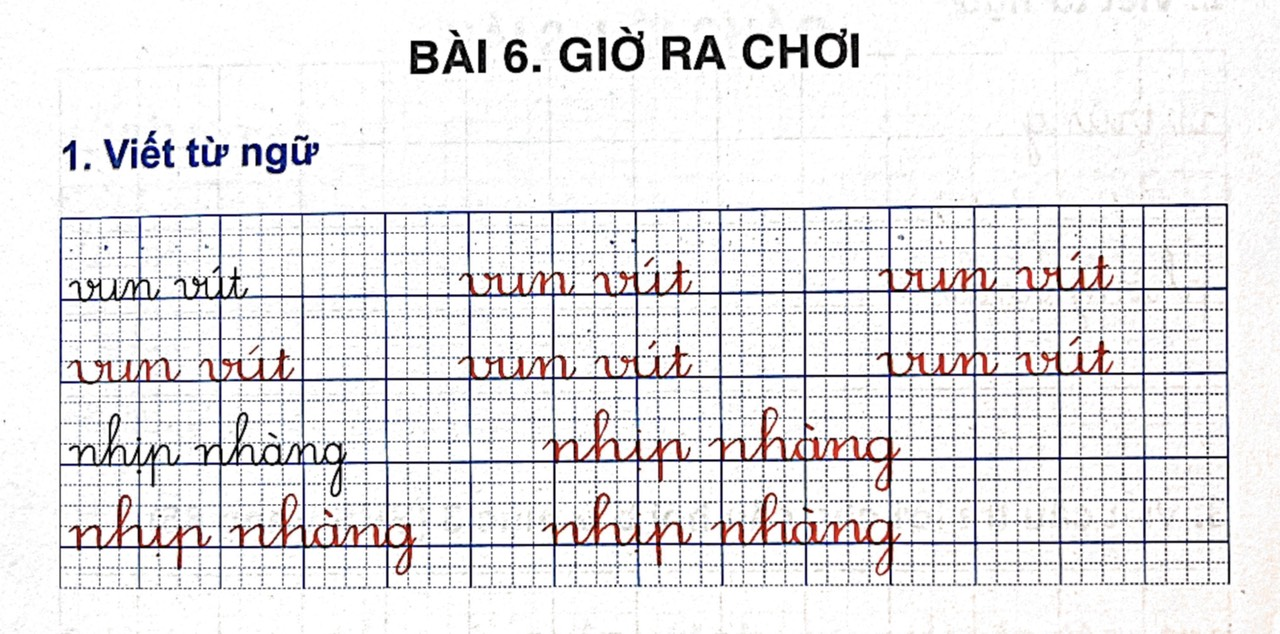 BÀI 6. GIỜ RA CHƠI
1. Viết từ ngữ
vun vút vun vút vun vút
vun vút vun vút vun vút
nhịp nhàng nhịp nhàng
nhịp nhàng nhịp nhàng